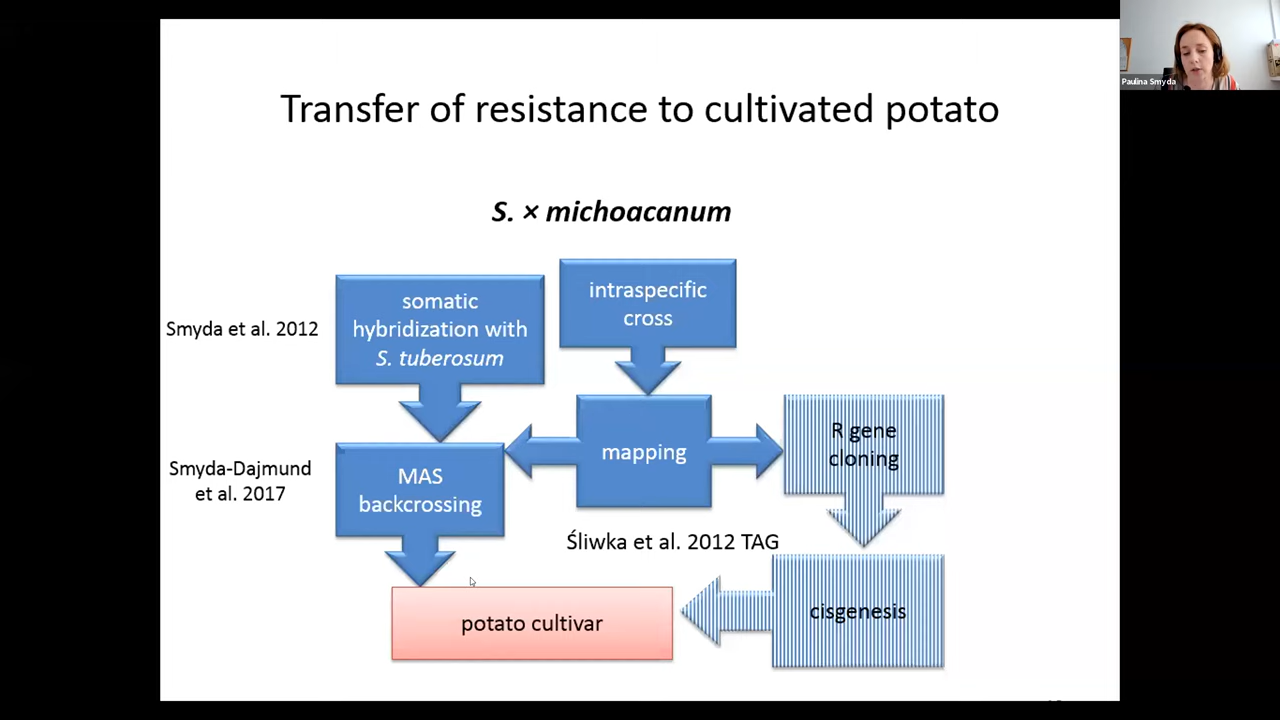 Transfer of resistance to cultivated potato
Paulina Smyda
S. × michoacanum
somatic
hybridization with
S. tuberosum
intraspecific
cross
Smyda et al. 2012
mapping
R gene
cloning
Smyda-Dajmund
et al. 2017
MAS
backcrossing
Śliwka et al. 2012 TAG
potato cultivar
cisgenesis